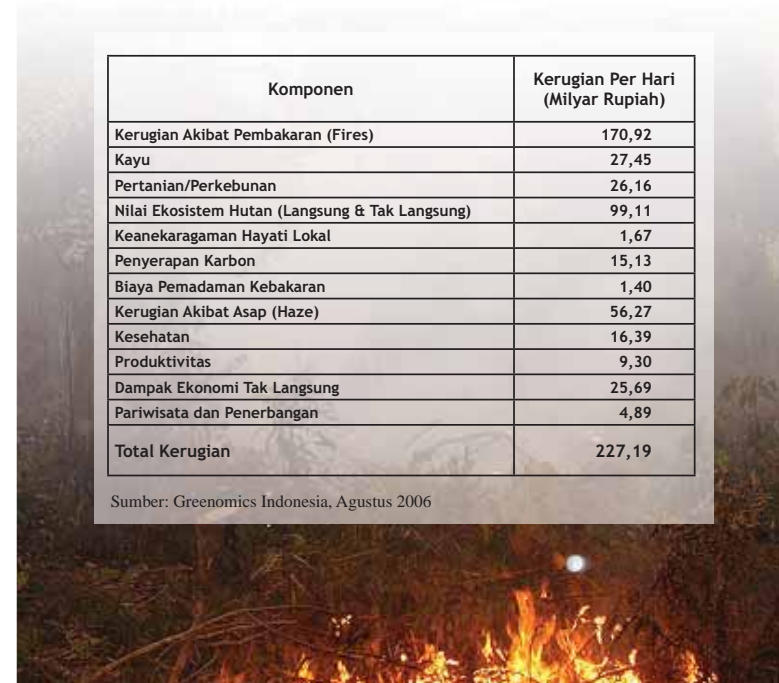 Komponen
Kerugian Per Hari
(Milyar Rupiah)
Kerugian Akibat Pembakaran (Fires) 170,92
Kayu 27,45
Pertanian/Perkebunan 26,16
Nilai Ekosistem Hutan (Langsung & Tak Langsung) 99,11
Keanekaragaman Hayati Lokal 1,67
Penyerapan Karbon 15,13
Biaya Pemadaman Kebakaran 1,40
Kerugian Akibat Asap (Haze) 56,27
Kesehatan 16,39
Produktivitas 9,30
Dampak Ekonomi Tak Langsung 25,69
Pariwisata dan Penerbangan 4,89
Total Kerugian 227,19
Sumber: Greenomics Indonesia, Agustus 2006